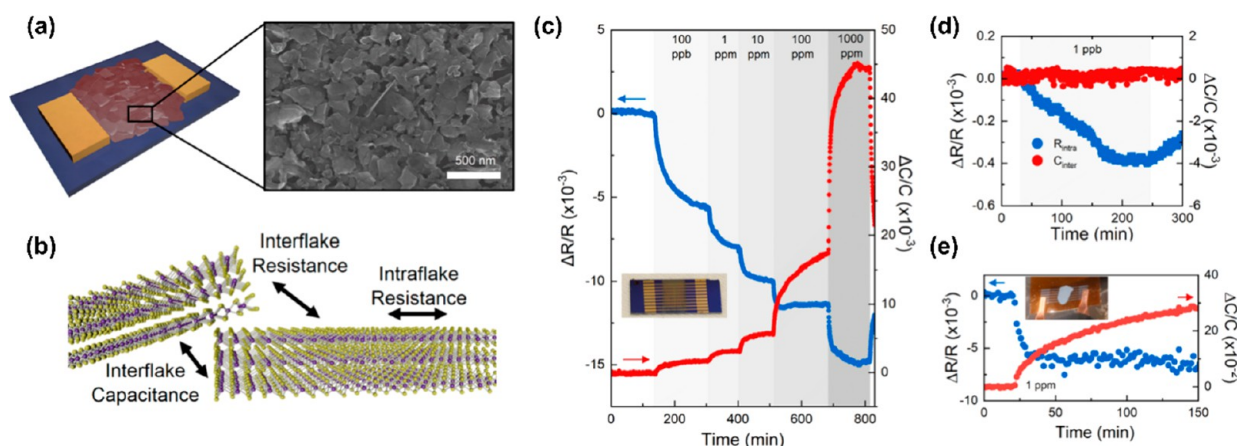 (a)
500 nm
(b)
Interflake
Resistance
Intraflake
Resistance
Interflake
Capacitance
(c)
ΔR/R (x10⁻³)
5
0
-5
-10
-15
100
ppb
1
ppm
10
ppm
100
ppm
1000
ppm
50
40
30
20
10
0
ΔC/C (x10⁻³)
0 200 400 600 800
Time (min)
(d)
ΔR/R (x10⁻³)
0.2
0.0
-0.2
-0.4
-0.6
1 ppb
R intra
C inter
2
0
-2
-4
-6
ΔC/C (x10⁻³)
0 100 200 300
Time (min)
(e)
ΔR/R (x10⁻³)
2
0
-5
-10
1 ppm
40
30
20
10
0
ΔC/C (x10⁻²)
0 50 100 150
Time (min)